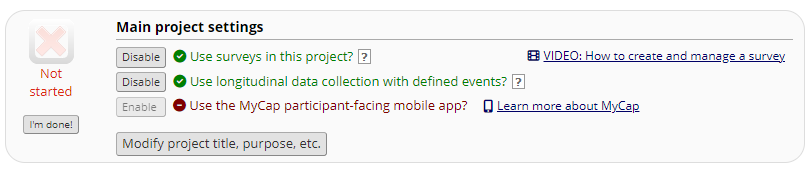 Main project settings
Not
started
I'm done!
Disable Use surveys in this project? ? VIDEO: How to create and manage a survey
Disable Use longitudinal data collection with defined events? ?
Enable Use the MyCap participant-facing mobile app? Learn more about MyCap
Modify project title, purpose, etc.